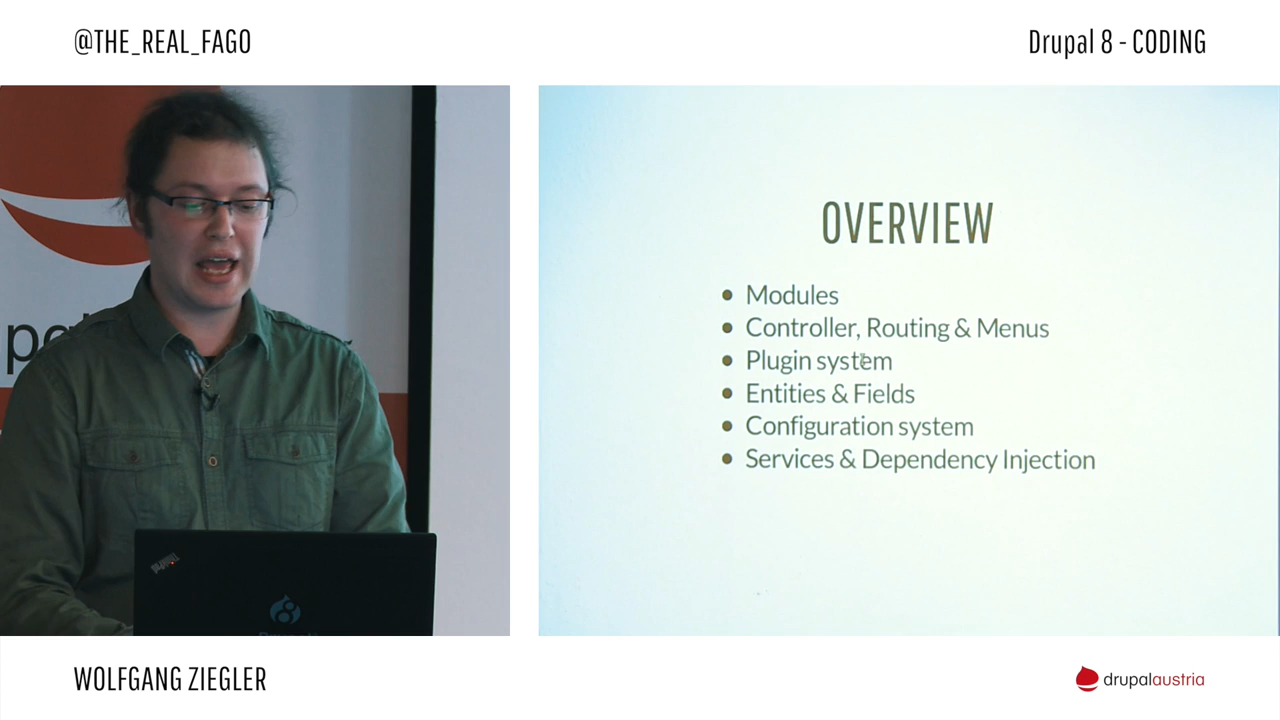 @THE_REAL_FAGO
Drupal 8 - CODING
OVERVIEW
• Modules
• Controller, Routing & Menus
• Plugin system
• Entities & Fields
• Configuration system
• Services & Dependency Injection
ThinkPad
WOLFGANG ZIEGLER
drupalaustria